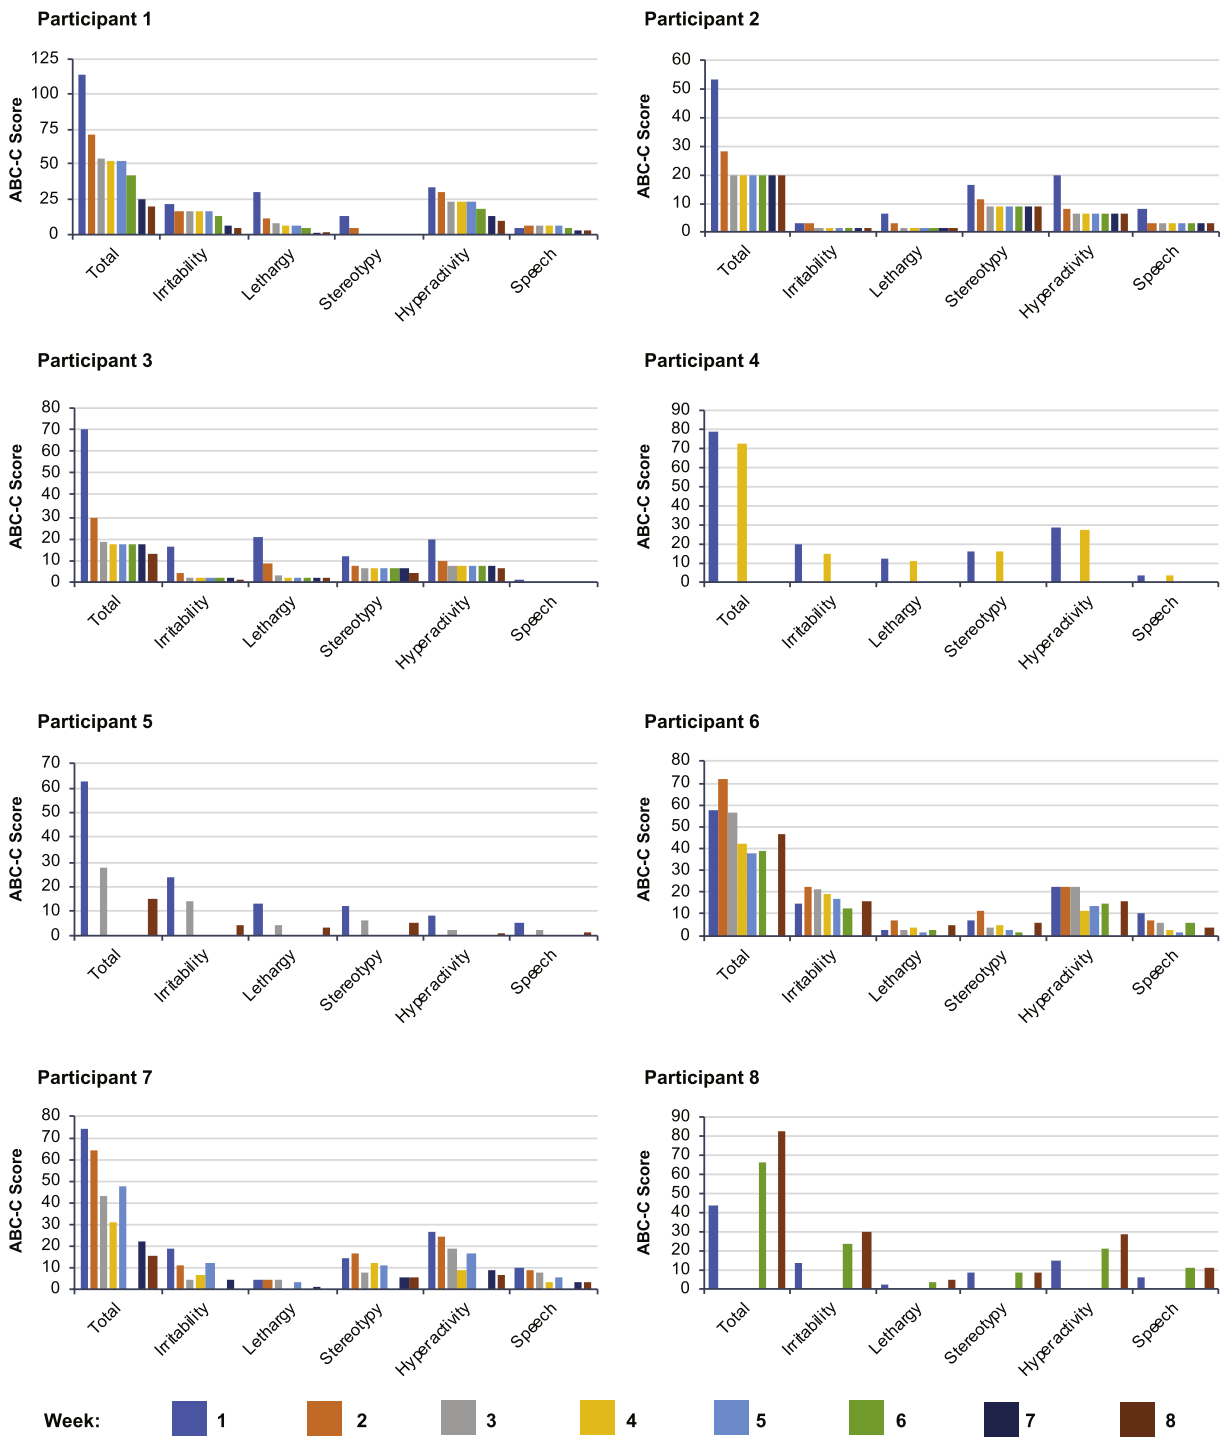 Participant 1
ABC-C Score
125
100
75
50
25
0
Total
Irritability
Lethargy
Stereotypy
Hyperactivity
Speech
Participant 2
ABC-C Score
60
50
40
30
20
10
0
Total
Irritability
Lethargy
Stereotypy
Hyperactivity
Speech
Participant 3
ABC-C Score
80
70
60
50
40
30
20
10
0
Total
Irritability
Lethargy
Stereotypy
Hyperactivity
Speech
Participant 4
ABC-C Score
90
80
70
60
50
40
30
20
10
0
Total
Irritability
Lethargy
Stereotypy
Hyperactivity
Speech
Participant 5
ABC-C Score
70
60
50
40
30
20
10
0
Total
Irritability
Lethargy
Stereotypy
Hyperactivity
Speech
Participant 6
ABC-C Score
80
70
60
50
40
30
20
10
0
Total
Irritability
Lethargy
Stereotypy
Hyperactivity
Speech
Participant 7
ABC-C Score
80
70
60
50
40
30
20
10
0
Total
Irritability
Lethargy
Stereotypy
Hyperactivity
Speech
Participant 8
ABC-C Score
90
80
70
60
50
40
30
20
10
0
Total
Irritability
Lethargy
Stereotypy
Hyperactivity
Speech
Week: 1 2 3 4 5 6 7 8